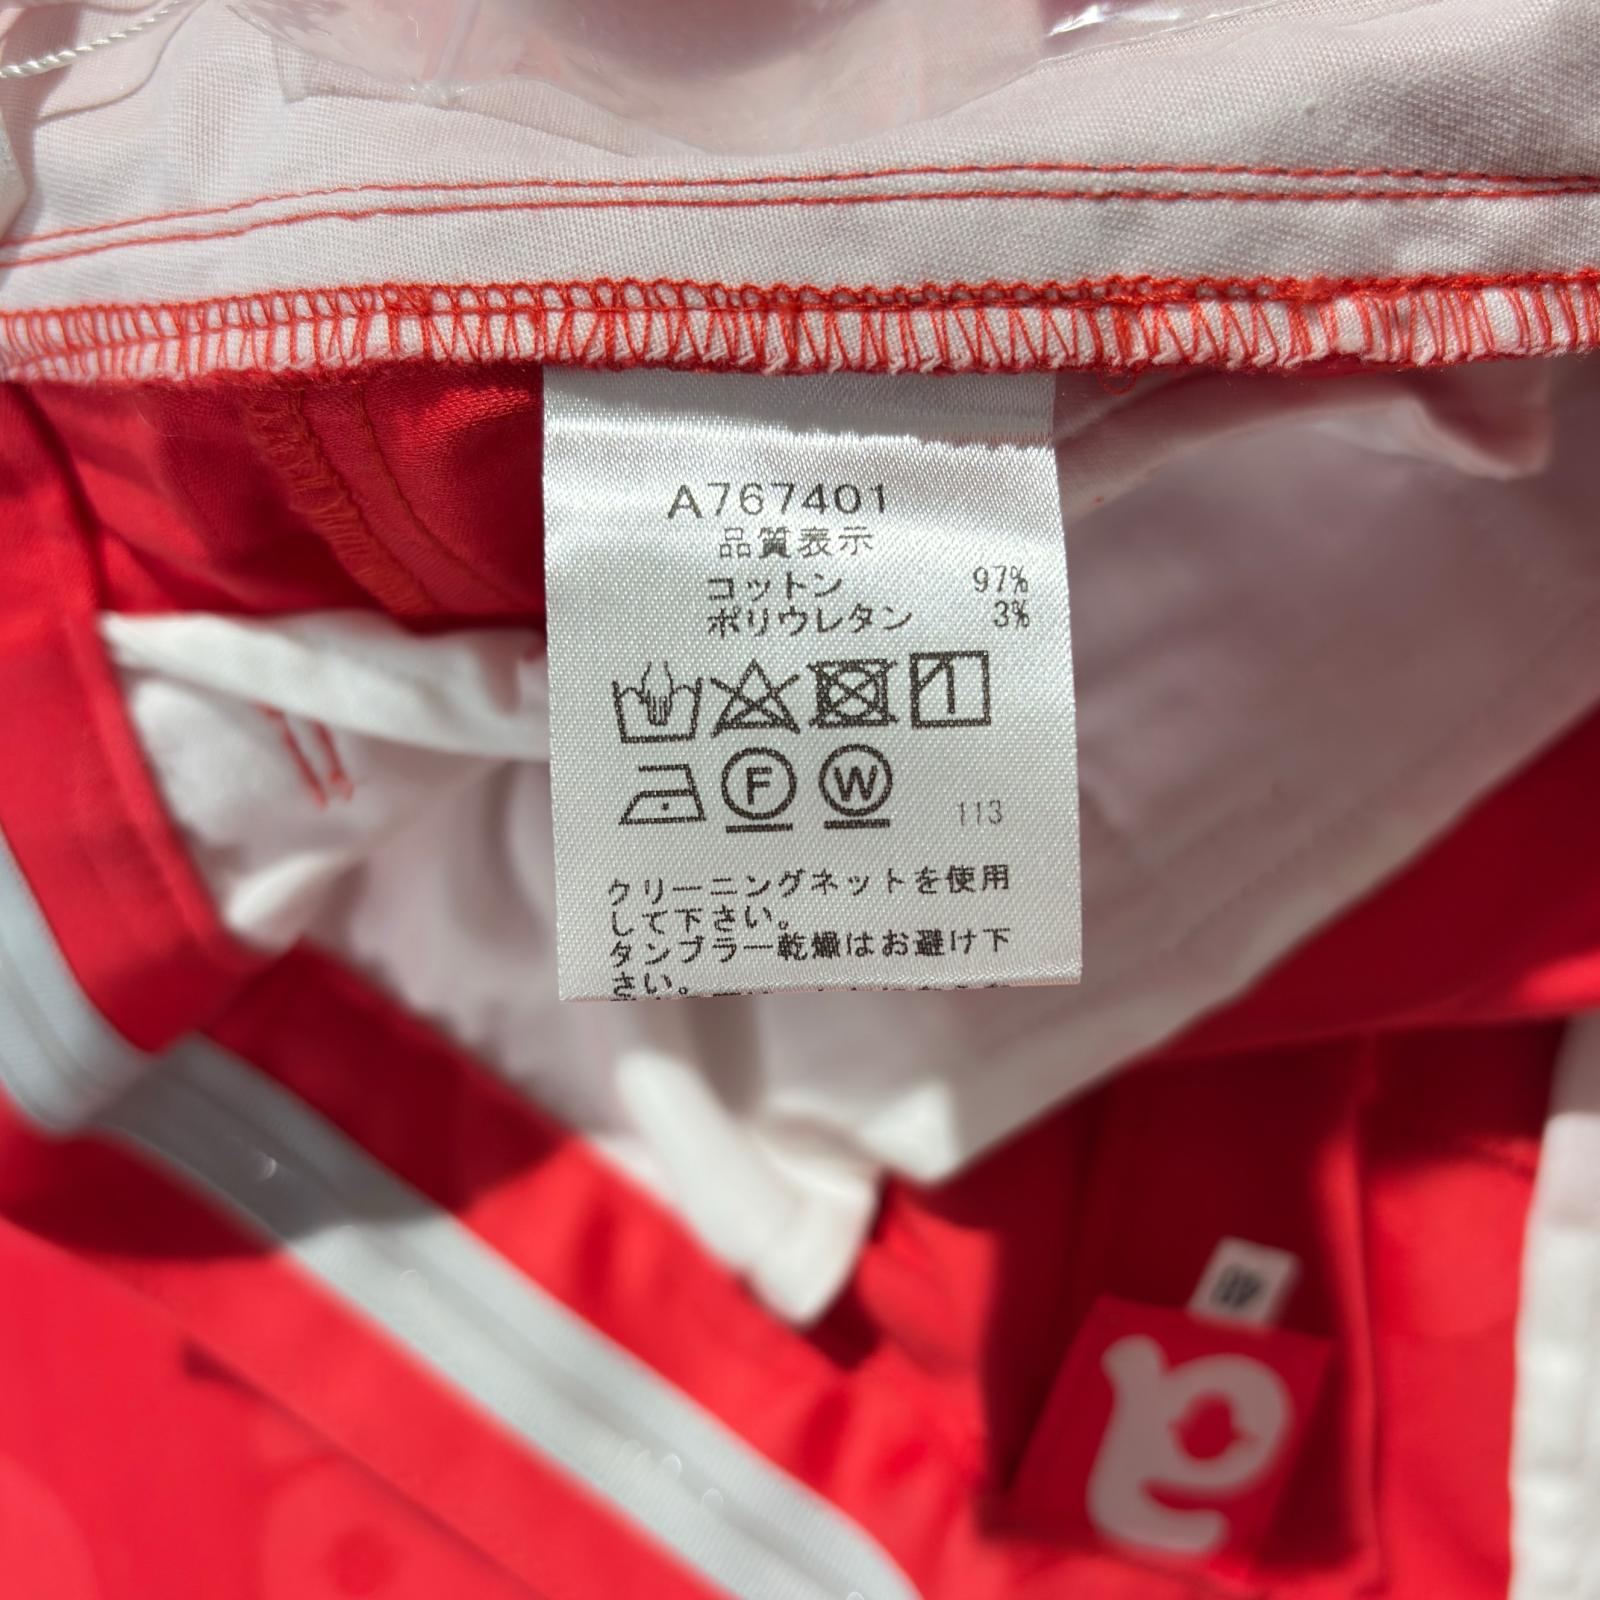 A767401
品質表示
コットン 97%
ポリウレタン 3%
F W 113
クリーニングネットを使用
して下さい。
タンブラー乾燥はお避け下
さい。
a
40